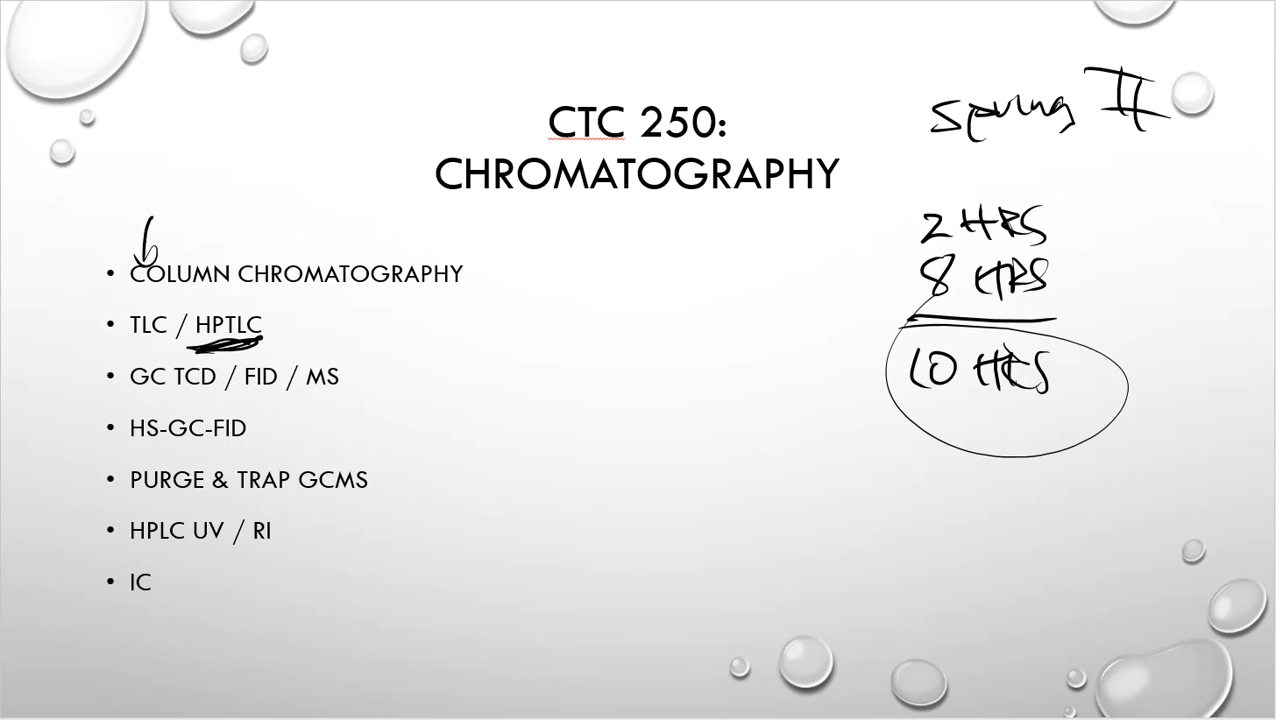 CTC 250:
CHROMATOGRAPHY
Spring II
• COLUMN CHROMATOGRAPHY
• TLC / HPTLC
• GC TCD / FID / MS
• HS-GC-FID
• PURGE & TRAP GCMS
• HPLC UV / RI
• IC
2 HRS
8 HRS
10 HRS